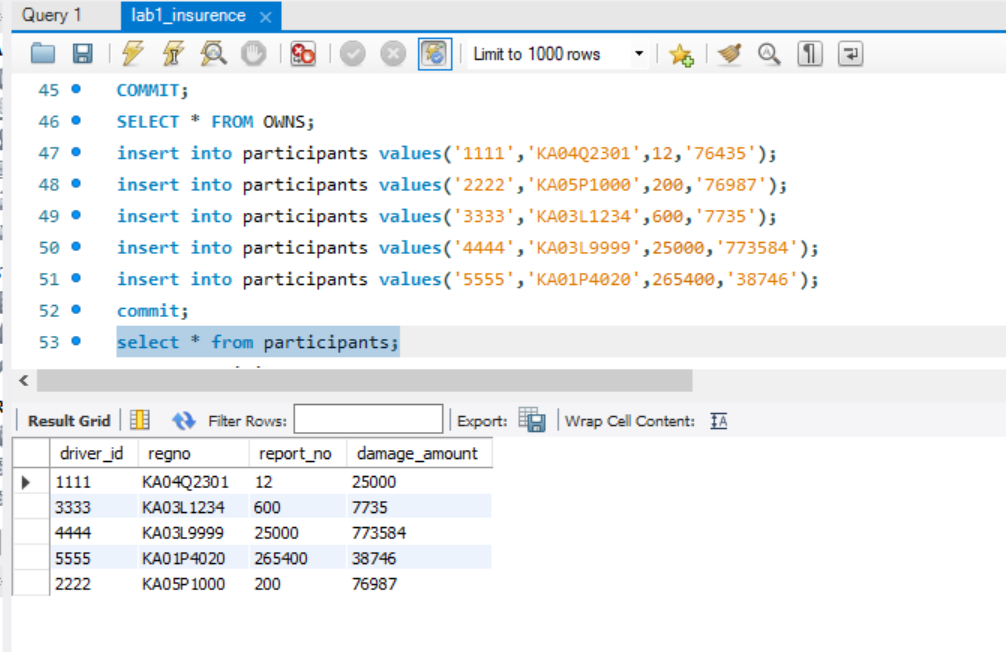 Query 1 lab1_insurence
Limit to 1000 rows
45 COMMIT;
46 SELECT * FROM OWNS;
47 insert into participants values('1111','KA04Q2301',12,'76435');
48 insert into participants values('2222','KA05P1000',200,'76987');
49 insert into participants values('3333','KA03L1234',600,'7735');
50 insert into participants values('4444','KA03L9999',25000,'773584');
51 insert into participants values('5555','KA01P4020',265400,'38746');
52 commit;
53 select * from participants;
Result Grid Filter Rows: Export: Wrap Cell Content:
driver_id regno report_no damage_amount
1111 KA04Q2301 12 25000
3333 KA03L1234 600 7735
4444 KA03L9999 25000 773584
5555 KA01P4020 265400 38746
2222 KA05P1000 200 76987